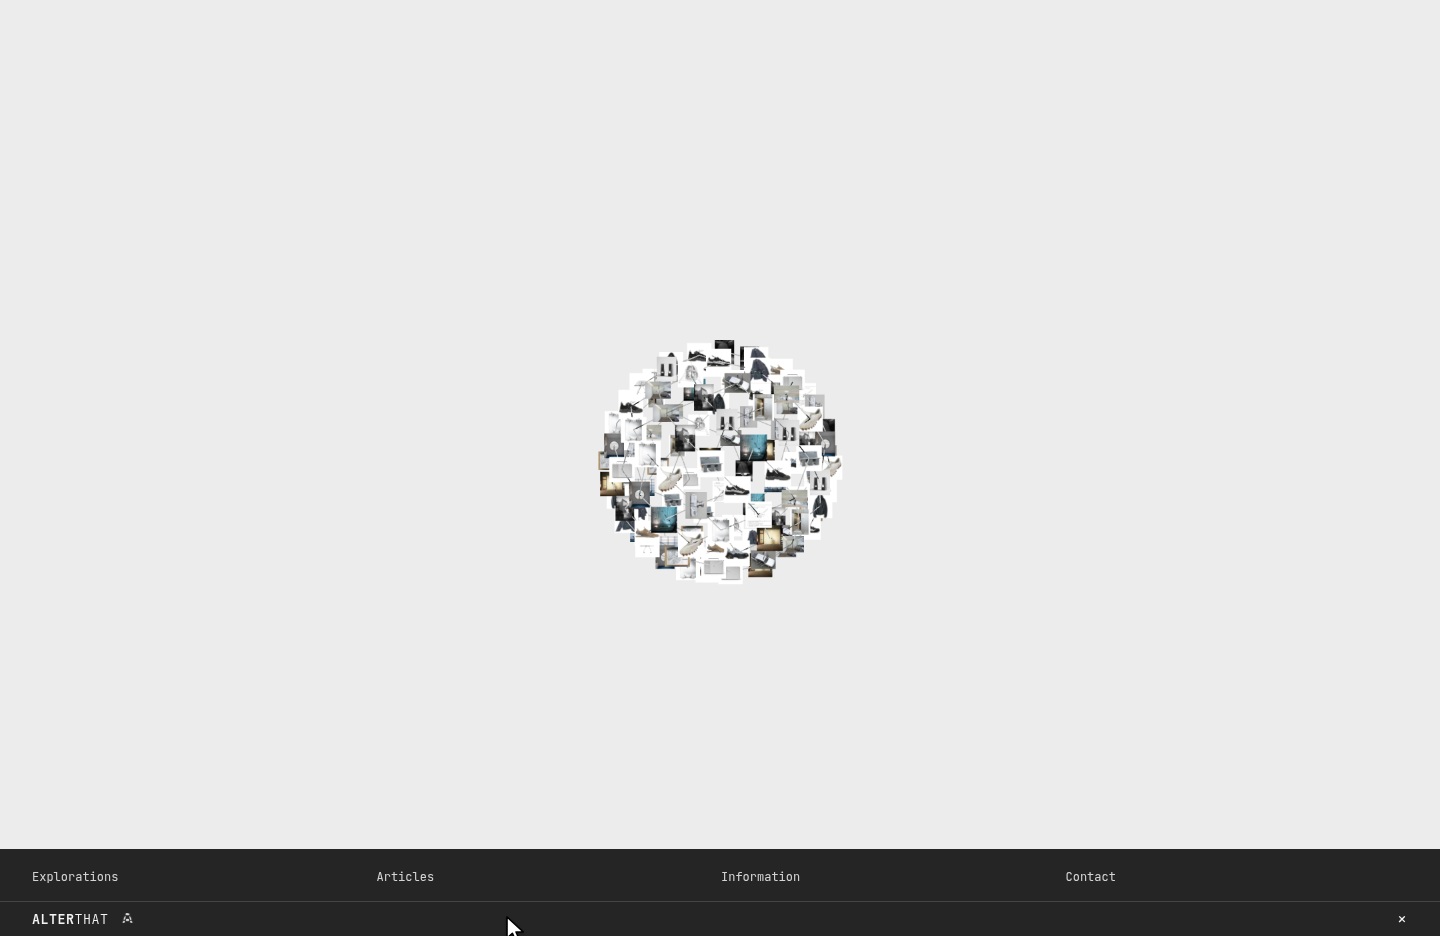 Explorations
Articles
Information
Contact
ALTERTHAT
×